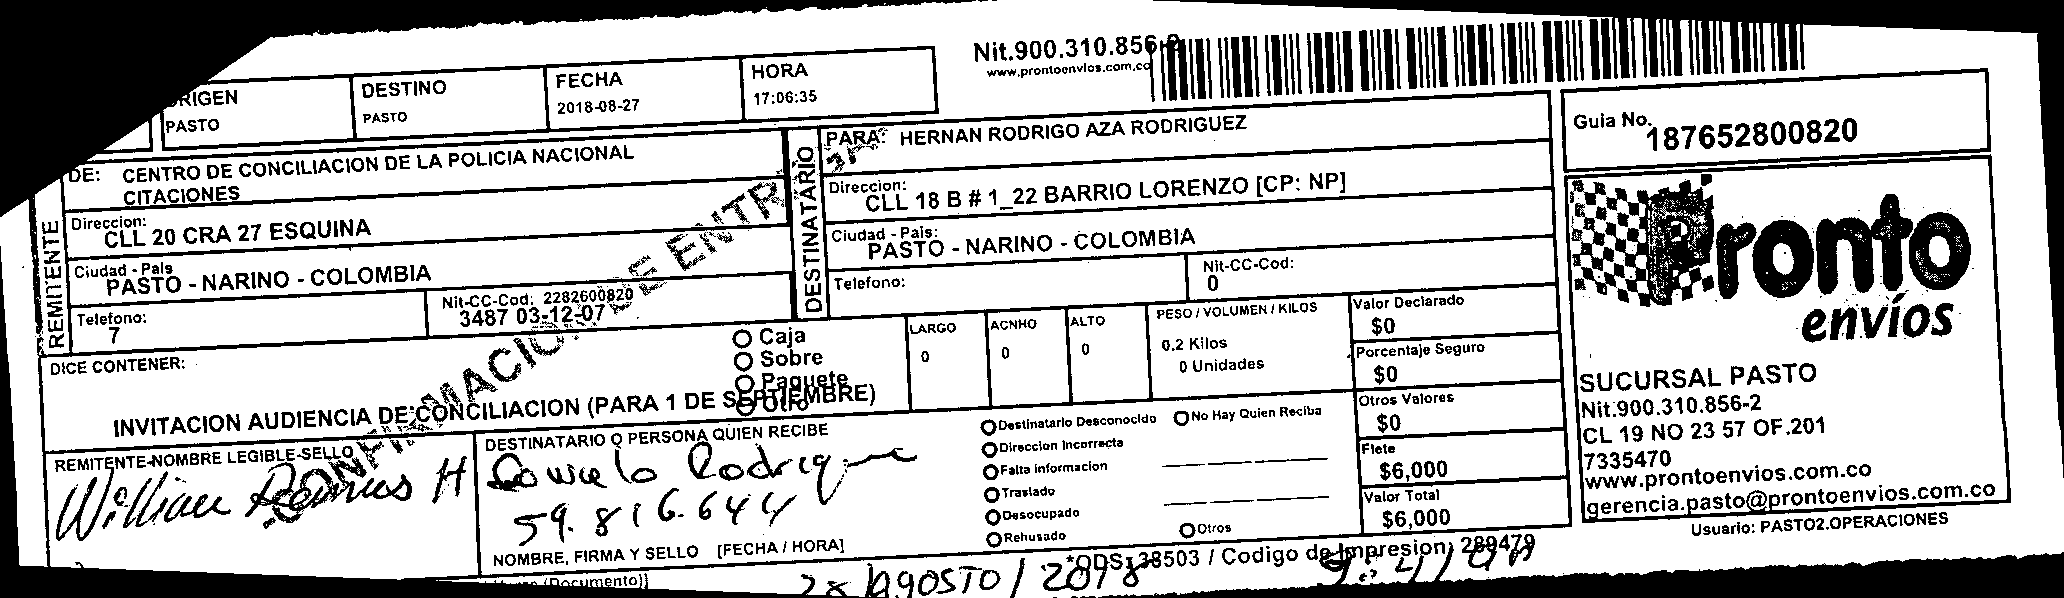 Nit.900.310.856-2
www.prontoenvios.com.co
RIGEN
PASTO
DESTINO
PASTO
FECHA
2018-08-27
HORA
17:06:35
REMITENTE
DE: CENTRO DE CONCILIACION DE LA POLICIA NACIONAL
CITACIONES
Direccion:
CLL 20 CRA 27 ESQUINA
Ciudad - Pais
PASTO - NARINO - COLOMBIA
Telefono:
7
Nit-CC-Cod: 2282600820
3487 03-12-07
DESTINATARIO
PARA: HERNAN RODRIGO AZA RODRIGUEZ
Direccion:
CLL 18 B # 1_22 BARRIO LORENZO [CP: NP]
Ciudad - Pais:
PASTO - NARINO - COLOMBIA
Telefono:
Nit-CC-Cod:
0
Guia No.
187652800820
DICE CONTENER:
INVITACION AUDIENCIA DE CONCILIACION (PARA 1 DE SEPTIEMBRE)
Caja
Sobre
Paquete
Otro
LARGO
0
ACNHO
0
ALTO
0
PESO / VOLUMEN / KILOS
0.2 Kilos
0 Unidades
Valor Declarado
$0
Porcentaje Seguro
$0
Otros Valores
$0
Flete
$6,000
Valor Total
$6,000
CONFIRMACION DE ENTREGA
REMITENTE-NOMBRE LEGIBLE-SELLO
William H
DESTINATARIO O PERSONA QUIEN RECIBE
Rodrigue
59.816.644
NOMBRE, FIRMA Y SELLO [FECHA / HORA]
(Documento)]
28 AGOSTO / 2018
Destinatario Desconocido
No Hay Quien Reciba
Direccion Incorrecta
Falta informacion
Traslado
Desocupado
Rehusado
Otros
*ODS: 38503 / Codigo de Impresion: 289479
Pronto
envíos
SUCURSAL PASTO
Nit.900.310.856-2
CL 19 NO 23 57 OF.201
7335470
www.prontoenvios.com.co
gerencia.pasto@prontoenvios.com.co
Usuario: PASTO2.OPERACIONES